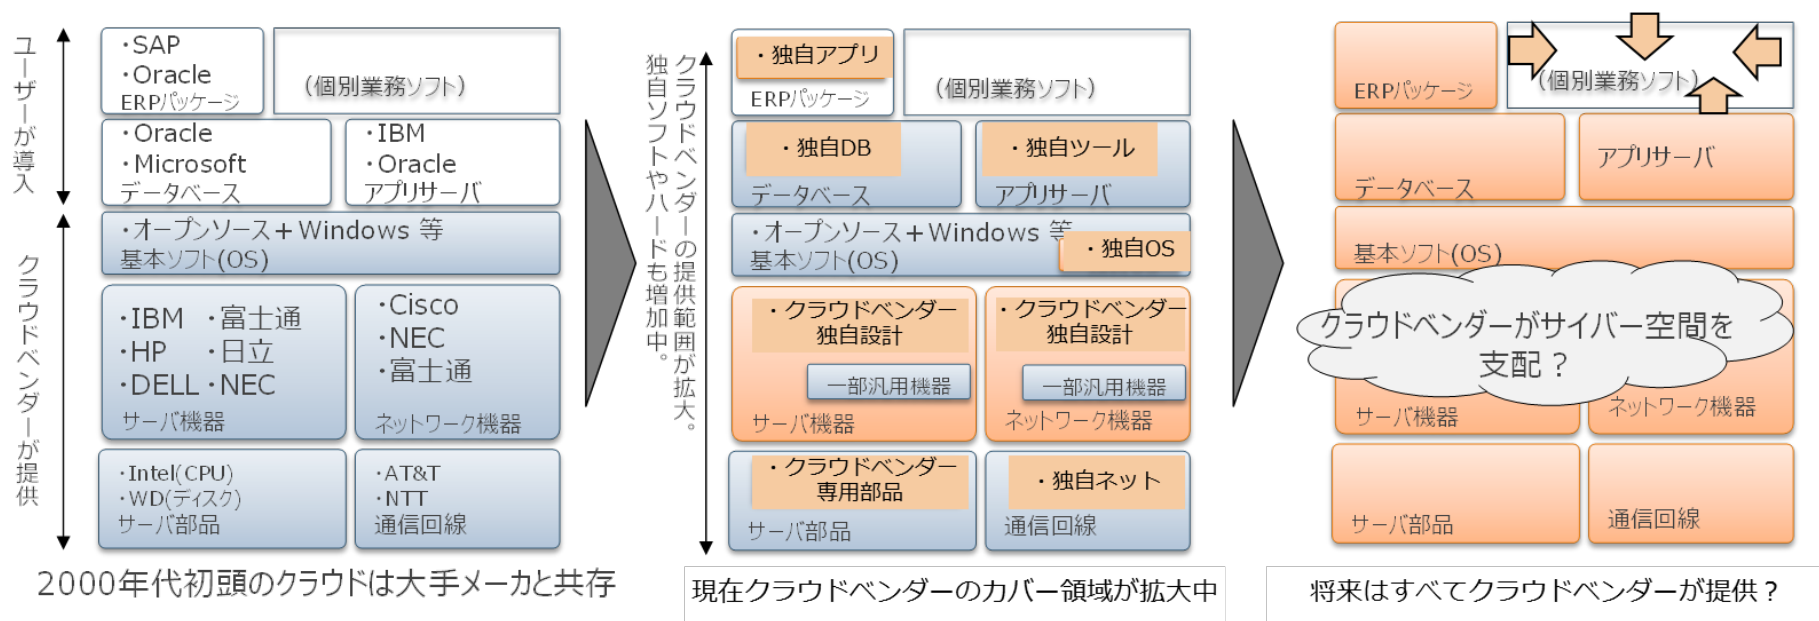 ユーザーが導入
クラウドベンダーが提供
・SAP
・Oracle
ERPパッケージ
（個別業務ソフト）
・Oracle
・Microsoft
データベース
・IBM
・Oracle
アプリサーバ
・オープンソース＋Windows 等
基本ソフト(OS)
・IBM ・富士通
・HP ・日立
・DELL ・NEC
サーバ機器
・Cisco
・NEC
・富士通
ネットワーク機器
・Intel(CPU)
・WD(ディスク)
サーバ部品
・AT&T
・NTT
通信回線
2000年代初頭のクラウドは大手メーカと共存
クラウドベンダーの提供範囲が拡大。
独自ソフトやハードも増加中。
・独自アプリ
ERPパッケージ
（個別業務ソフト）
・独自DB
データベース
・独自ツール
アプリサーバ
・オープンソース＋Windows 等
基本ソフト(OS)
・独自OS
・クラウドベンダー
独自設計
一部汎用機器
サーバ機器
・クラウドベンダー
独自設計
一部汎用機器
ネットワーク機器
・クラウドベンダー
専用部品
サーバ部品
・独自ネット
通信回線
現在クラウドベンダーのカバー領域が拡大中
ERPパッケージ
（個別業務ソフト）
データベース
アプリサーバ
基本ソフト(OS)
クラウドベンダーがサイバー空間を
支配？
サーバ機器
ネットワーク機器
サーバ部品
通信回線
将来はすべてクラウドベンダーが提供？